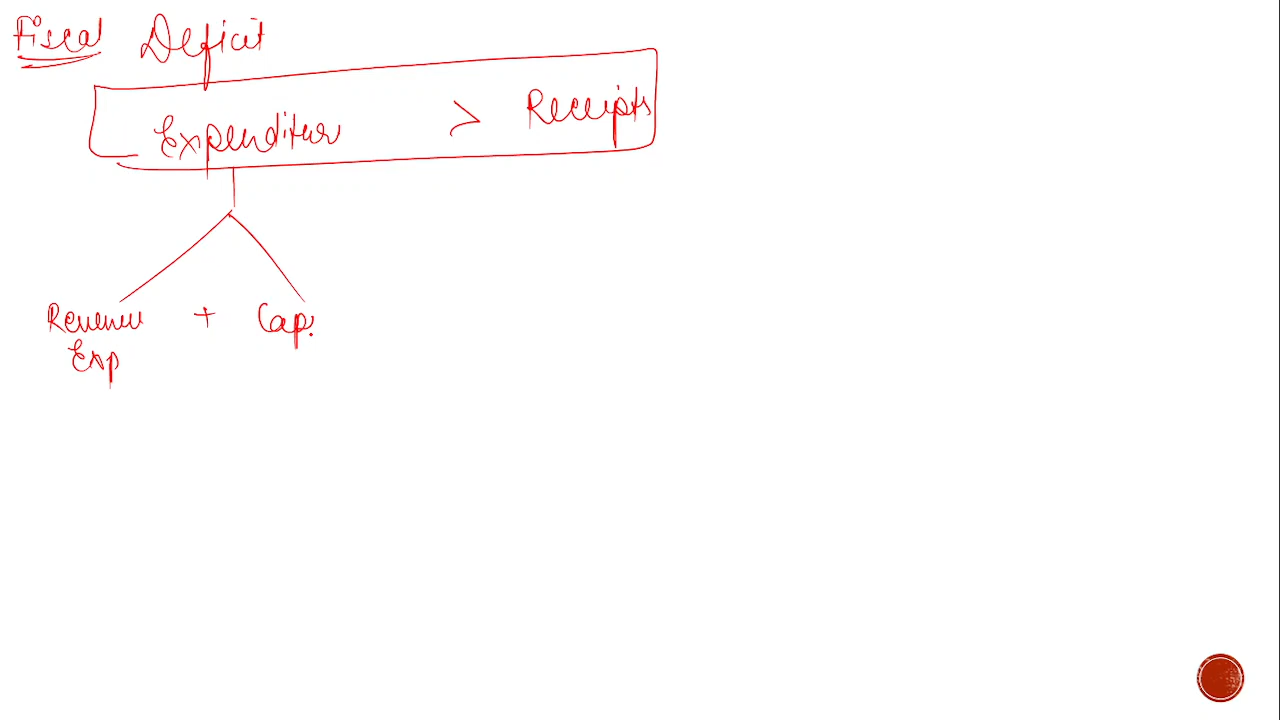 Fiscal Deficit
Expenditure > Receipts
Revenue + Cap.
Exp